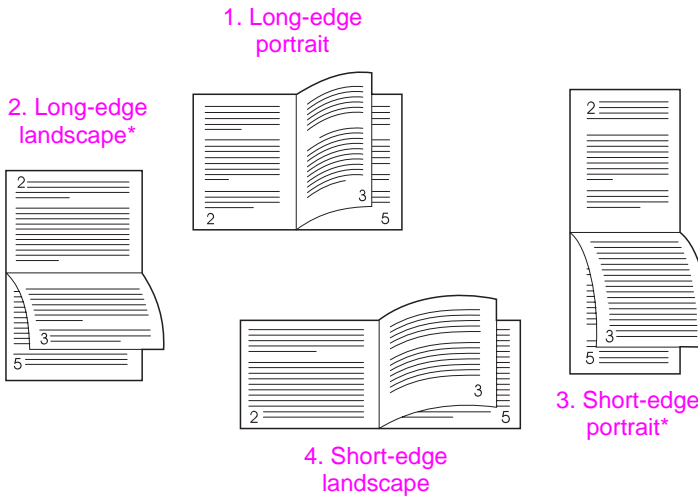 1. Long-edge
portrait
2. Long-edge
landscape*
2
3
5
2
3
5
2
3
5
2
3
5
3. Short-edge
portrait*
4. Short-edge
landscape